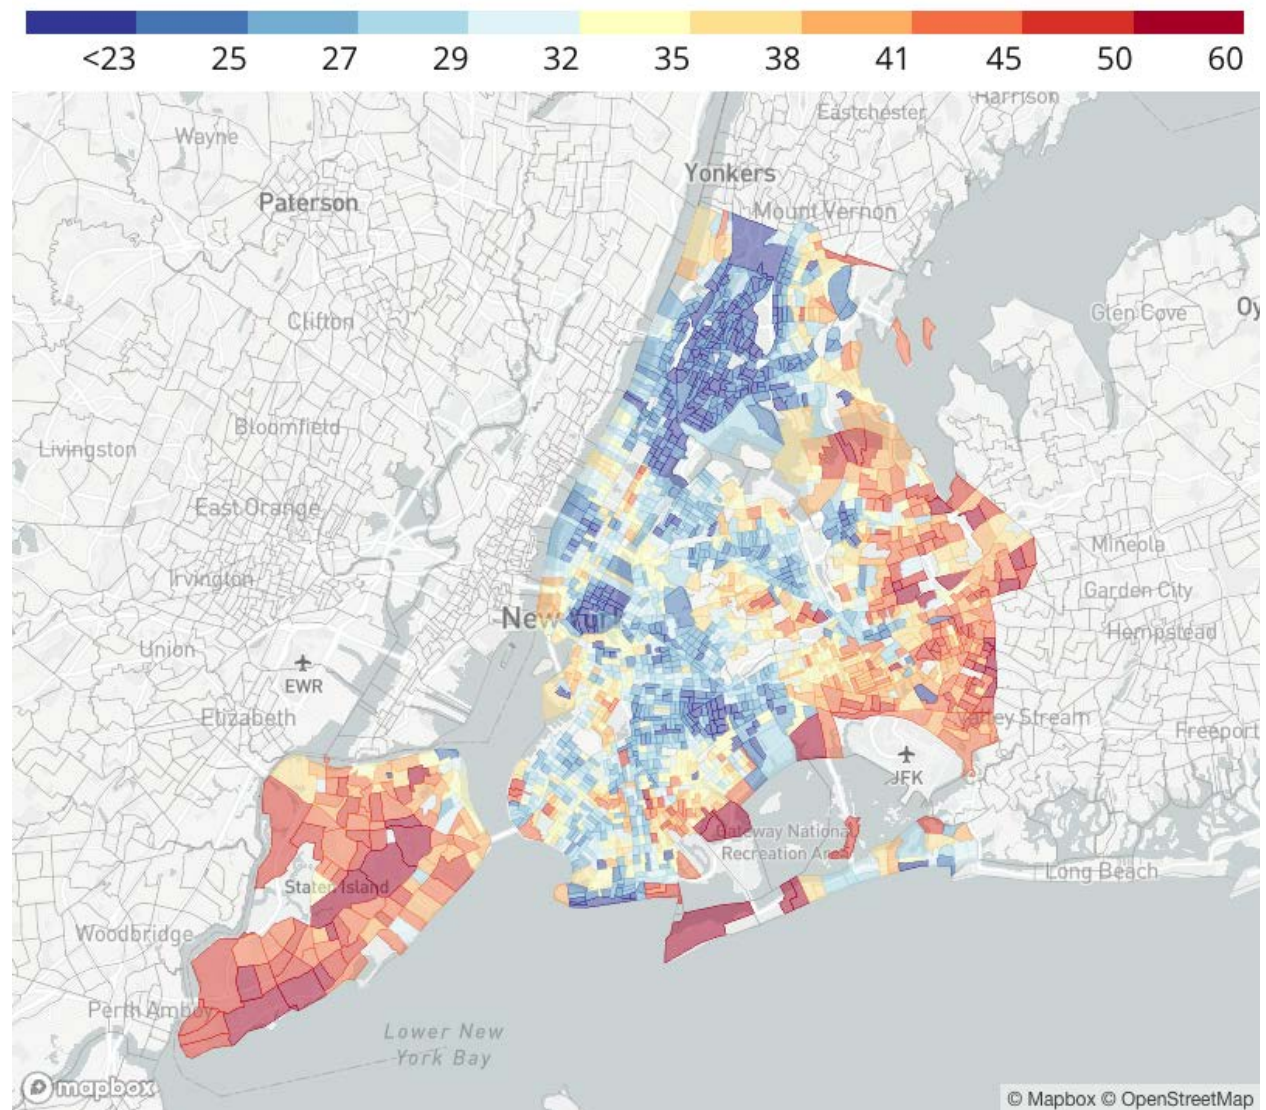 <23 25 27 29 32 35 38 41 45 50 60
Harrison
Eastchester
Wayne
Yonkers
Paterson
Mount Vernon
Glen Cove
Oy
Clifton
Bloomfield
Livingston
East Orange
Mineola
Irvington
Garden City
New
Hempstead
Union
EWR
Elizabeth
Valley Stream
Freeport
JFK
Gateway National
Recreation Area
Long Beach
Staten Island
Woodbridge
Perth Amboy
Lower New
York Bay
mapbox
© Mapbox © OpenStreetMap